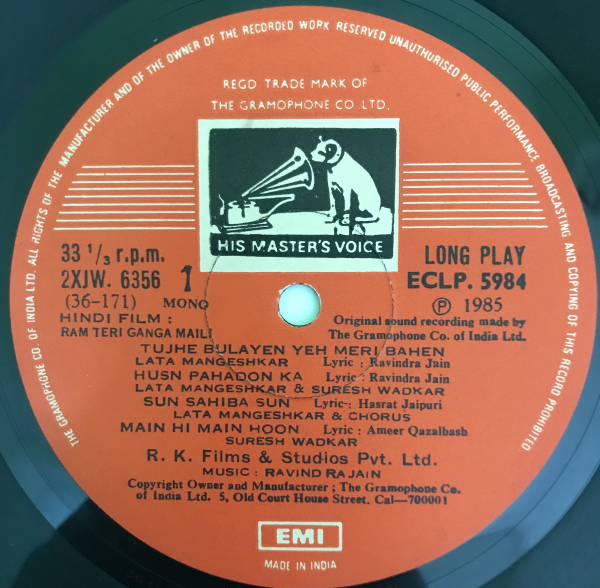 THE GRAMOPHONE CO. OF INDIA LTD. ALL RIGHTS OF THE MANUFACTURER AND OF THE OWNER OF THE RECORDED WORK RESERVED UNAUTHORISED PUBLIC PERFORMANCE BROADCASTING AND COPYING OF THIS RECORD PROHIBITED
REGD TRADE MARK OF
THE GRAMOPHONE CO. LTD.
HIS MASTER'S VOICE
33 1/3 r.p.m.
LONG PLAY
2XJW. 6356 1
ECLP. 5984
(36-171) MONO
℗ 1985
HINDI FILM :
RAM TERI GANGA MAILI
Original sound recording made by
The Gramophone Co. of India Ltd.
TUJHE BULAYEN YEH MERI BAHEN
LATA MANGESHKAR Lyric : Ravindra Jain
HUSN PAHADON KA Lyric : Ravindra Jain
LATA MANGESHKAR & SURESH WADKAR
SUN SAHIBA SUN Lyric : Hasrat Jaipuri
LATA MANGESHKAR & CHORUS
MAIN HI MAIN HOON Lyric : Ameer Qazalbash
SURESH WADKAR
R. K. Films & Studios Pvt. Ltd.
MUSIC : RAVIND RAJAIN
Copyright Owner and Manufacturer ; The Gramophone Co.
of India Ltd. 5, Old Court House Street. Cal—700001
EMI
MADE IN INDIA